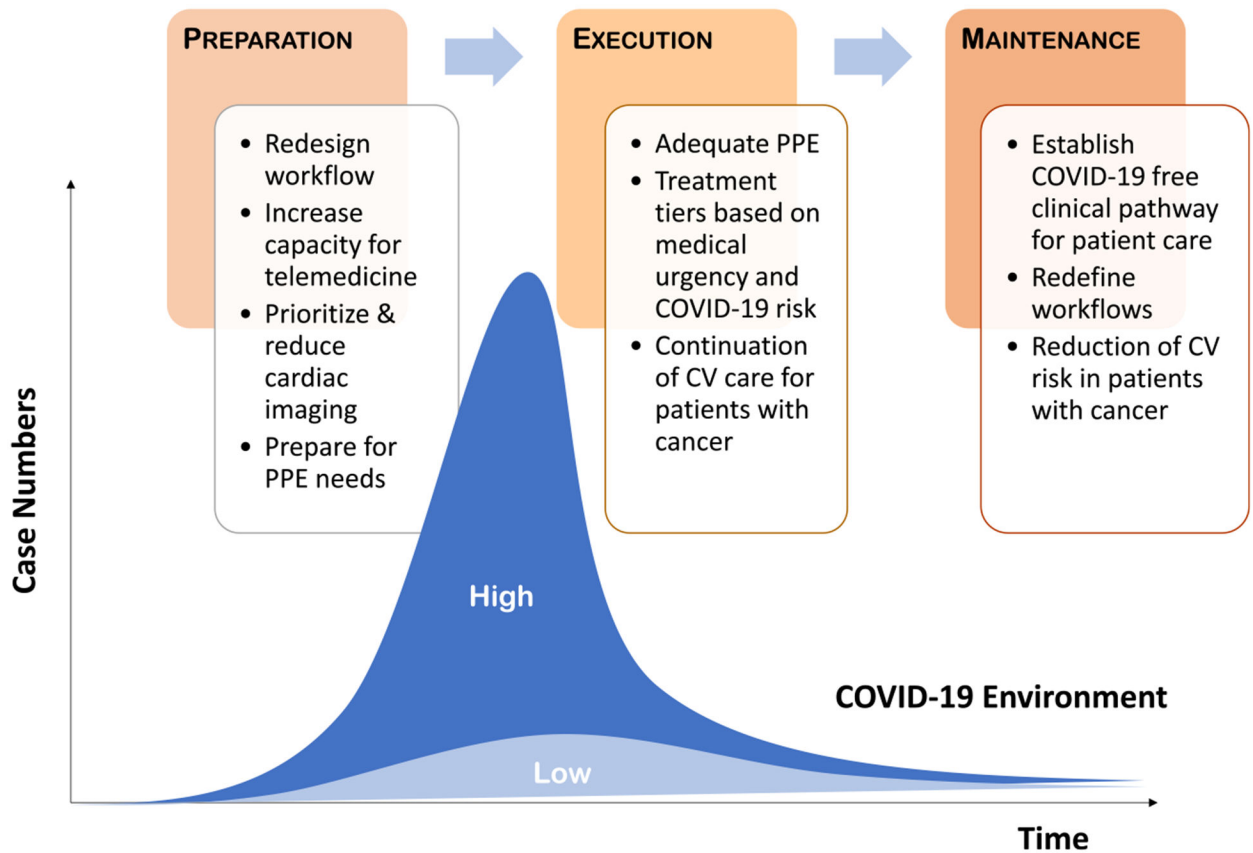 PREPARATION
• Redesign
workflow
• Increase
capacity for
telemedicine
• Prioritize &
reduce
cardiac
imaging
• Prepare for
PPE needs
EXECUTION
• Adequate PPE
• Treatment
tiers based on
medical
urgency and
COVID-19 risk
• Continuation
of CV care for
patients with
cancer
MAINTENANCE
• Establish
COVID-19 free
clinical pathway
for patient care
• Redefine
workflows
• Reduction of CV
risk in patients
with cancer
Case Numbers
High
Low
COVID-19 Environment
Time